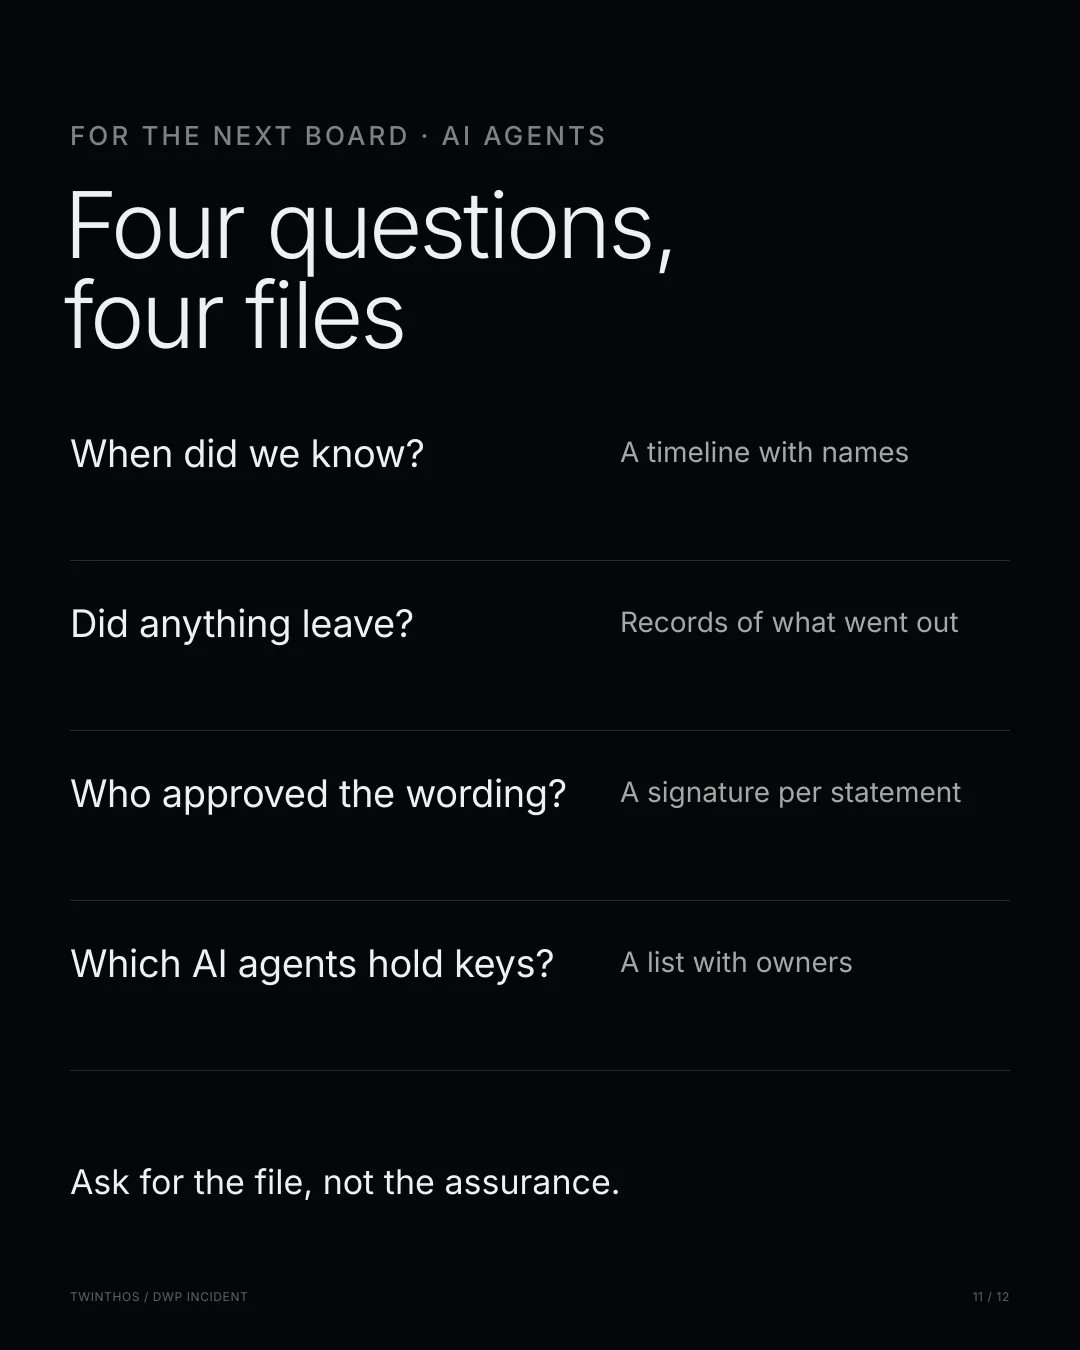 FOR THE NEXT BOARD · AI AGENTS
Four questions,
four files
When did we know?
A timeline with names
Did anything leave?
Records of what went out
Who approved the wording?
A signature per statement
Which AI agents hold keys?
A list with owners
Ask for the file, not the assurance.
TWINTHOS / DWP INCIDENT
11 / 12